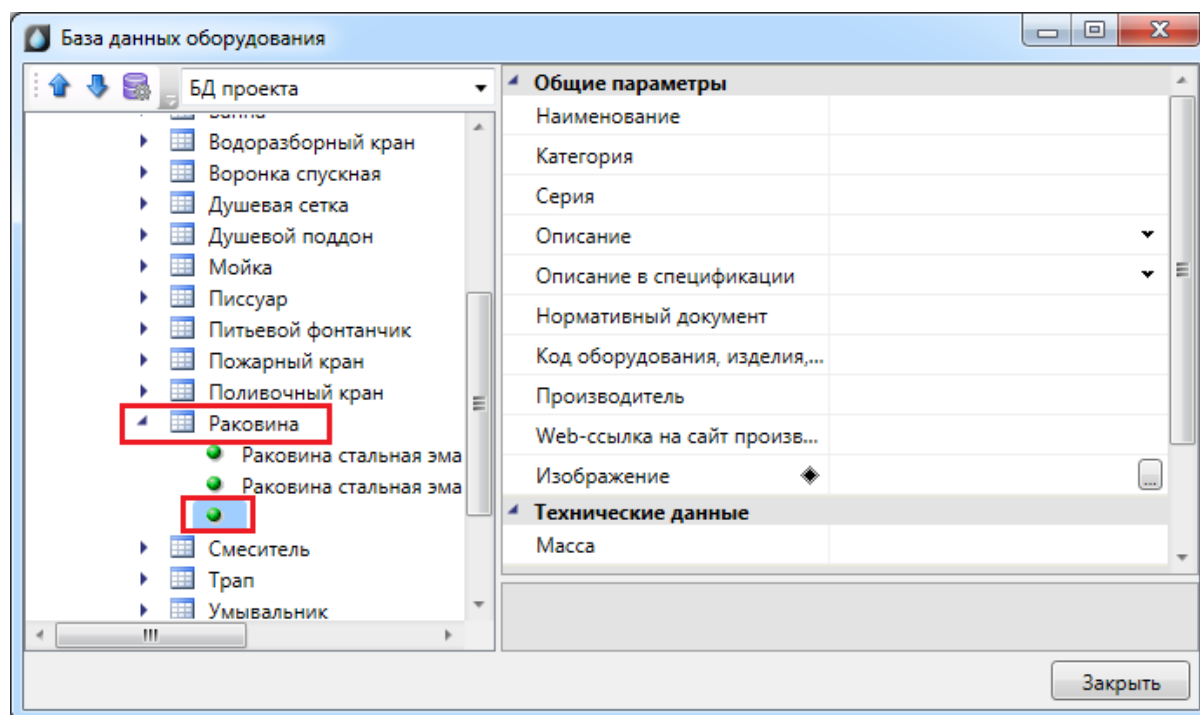 База данных оборудования
БД проекта
Ванна
Водоразборный кран
Воронка спускная
Душевая сетка
Душевой поддон
Мойка
Писсуар
Питьевой фонтанчик
Пожарный кран
Поливочный кран
Раковина
Раковина стальная эма
Раковина стальная эма
Смеситель
Трап
Умывальник
Общие параметры
Наименование
Категория
Серия
Описание
Описание в спецификации
Нормативный документ
Код оборудования, изделия,...
Производитель
Web-ссылка на сайт произв...
Изображение
...
Технические данные
Масса
Закрыть